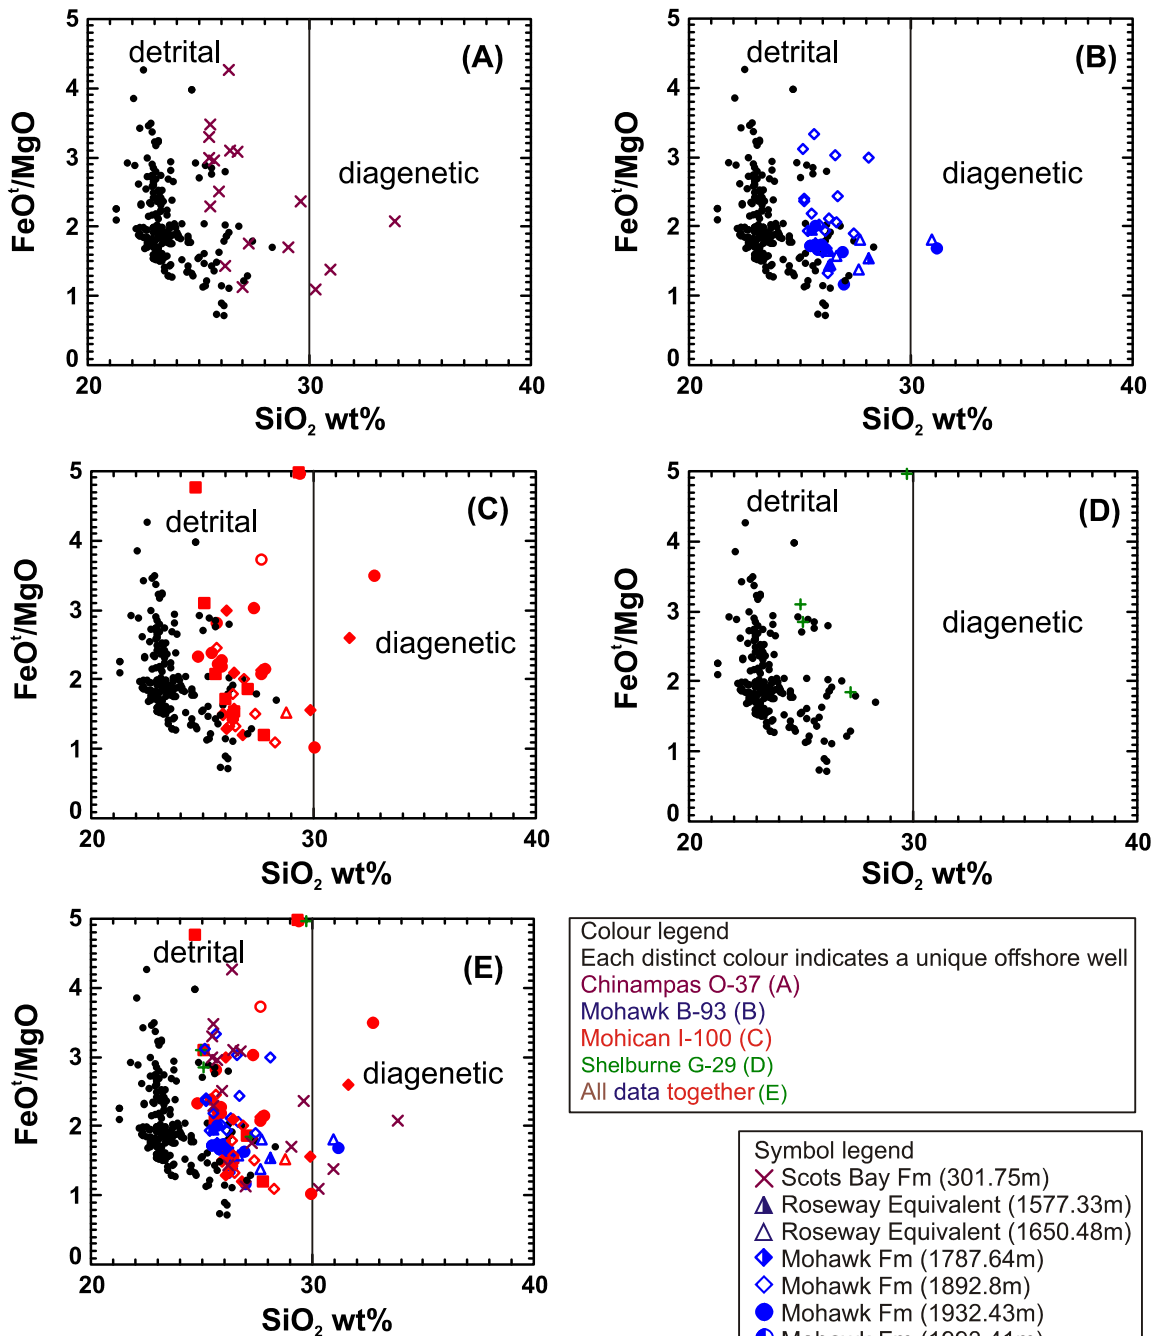 detrital
(A)
diagenetic
FeOᵗ/MgO
5
4
3
2
1
0
20
30
40
SiO₂ wt%
detrital
(B)
diagenetic
FeOᵗ/MgO
5
4
3
2
1
0
20
30
40
SiO₂ wt%
detrital
(C)
diagenetic
FeOᵗ/MgO
5
4
3
2
1
0
20
30
40
SiO₂ wt%
detrital
(D)
diagenetic
FeOᵗ/MgO
5
4
3
2
1
0
20
30
40
SiO₂ wt%
detrital
(E)
diagenetic
FeOᵗ/MgO
5
4
3
2
1
0
20
30
40
SiO₂ wt%
Colour legend
Each distinct colour indicates a unique offshore well
Chinampas O-37 (A)
Mohawk B-93 (B)
Mohican I-100 (C)
Shelburne G-29 (D)
All data together (E)
Symbol legend
Scots Bay Fm (301.75m)
Roseway Equivalent (1577.33m)
Roseway Equivalent (1650.48m)
Mohawk Fm (1787.64m)
Mohawk Fm (1892.8m)
Mohawk Fm (1932.43m)
Mohawk Fm